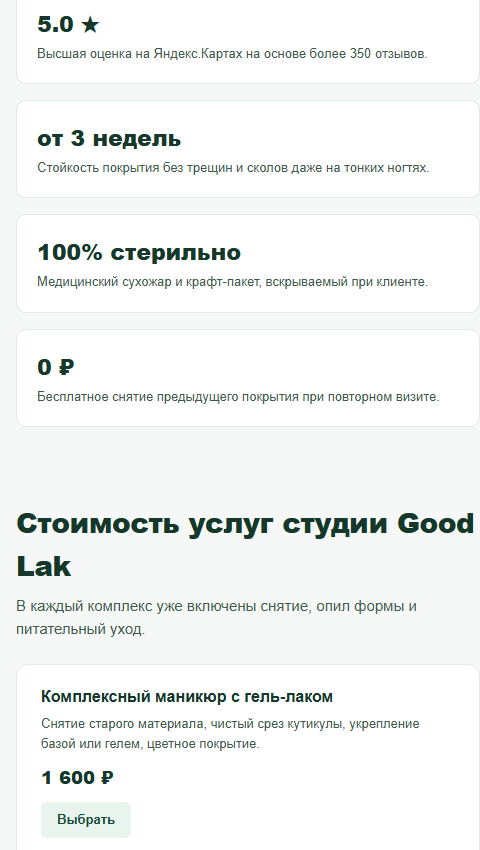 5.0 ★
Высшая оценка на Яндекс.Картах на основе более 350 отзывов.
от 3 недель
Стойкость покрытия без трещин и сколов даже на тонких ногтях.
100% стерильно
Медицинский сухожар и крафт-пакет, вскрываемый при клиенте.
0 ₽
Бесплатное снятие предыдущего покрытия при повторном визите.
Стоимость услуг студии Good
Lak
В каждый комплекс уже включены снятие, опил формы и
питательный уход.
Комплексный маникюр с гель-лаком
Снятие старого материала, чистый срез кутикулы, укрепление
базой или гелем, цветное покрытие.
1 600 ₽
Выбрать